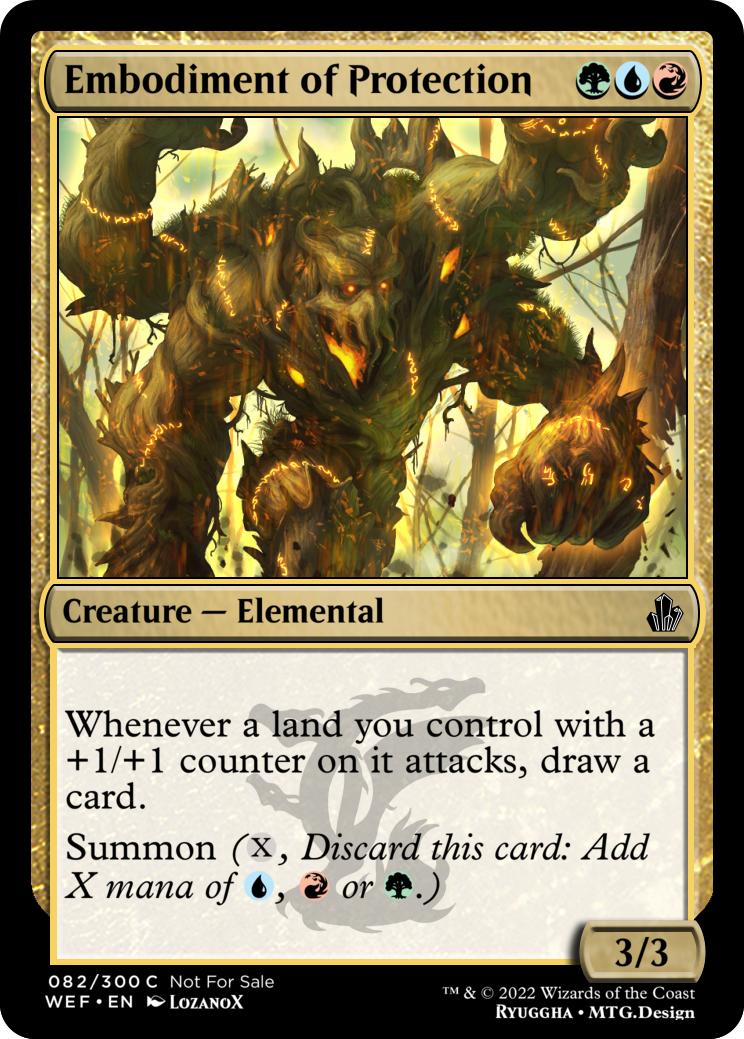 Embodiment of Protection
Creature — Elemental
Whenever a land you control with a
+1/+1 counter on it attacks, draw a
card.
Summon (X, Discard this card: Add
X mana of , or .)
3/3
082/300 C Not For Sale
WEF • EN LozanoX
™ & © 2022 Wizards of the Coast
Ryuggha • MTG.Design